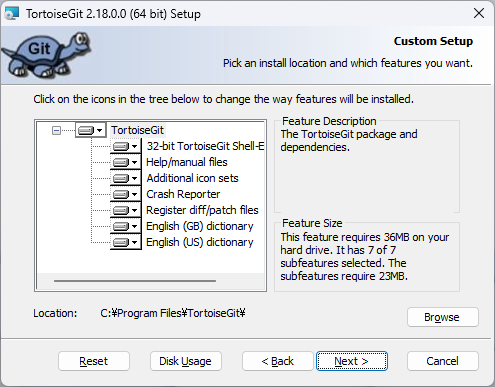 TortoiseGit 2.18.0.0 (64 bit) Setup
Git
Custom Setup
Pick an install location and which features you want.
Click on the icons in the tree below to change the way features will be installed.
TortoiseGit
32-bit TortoiseGit Shell-E
Help/manual files
Additional icon sets
Crash Reporter
Register diff/patch files
English (GB) dictionary
English (US) dictionary
Feature Description
The TortoiseGit package and
dependencies.
Feature Size
This feature requires 36MB on your
hard drive. It has 7 of 7
subfeatures selected. The
subfeatures require 23MB.
Location: C:¥Program Files¥TortoiseGit¥
Browse
Reset Disk Usage < Back Next > Cancel